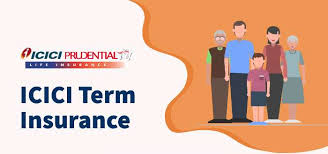 ICICI PRUDENTIAL
LIFE INSURANCE
ICICI Term
Insurance